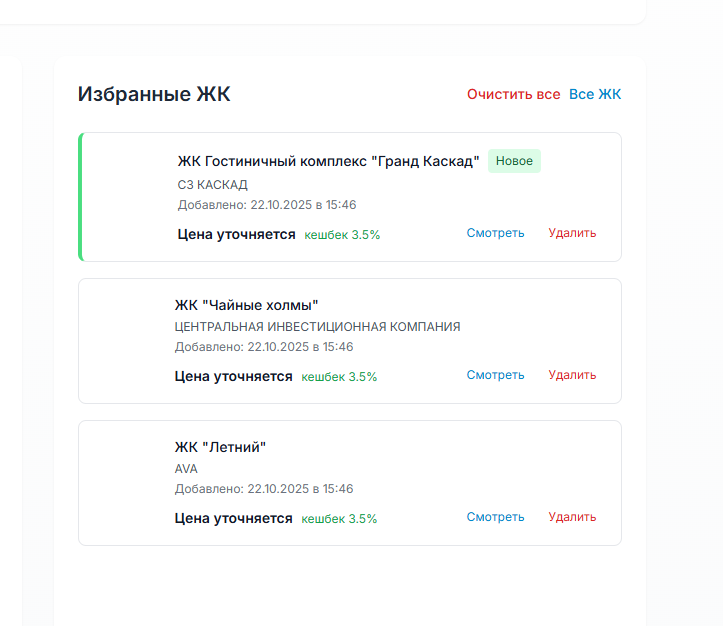 Избранные ЖК Очистить все Все ЖК
ЖК Гостиничный комплекс "Гранд Каскад" Новое
СЗ КАСКАД
Добавлено: 22.10.2025 в 15:46
Цена уточняется кешбек 3.5% Смотреть Удалить
ЖК "Чайные холмы"
ЦЕНТРАЛЬНАЯ ИНВЕСТИЦИОННАЯ КОМПАНИЯ
Добавлено: 22.10.2025 в 15:46
Цена уточняется кешбек 3.5% Смотреть Удалить
ЖК "Летний"
AVA
Добавлено: 22.10.2025 в 15:46
Цена уточняется кешбек 3.5% Смотреть Удалить